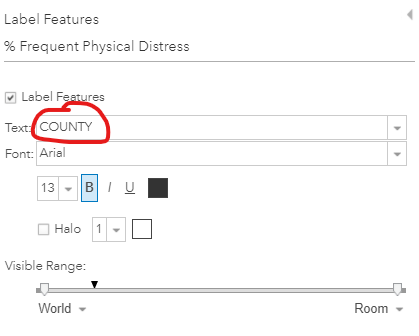 Label Features
% Frequent Physical Distress
Label Features
Text: COUNTY
Font: Arial
13 B I U
Halo 1
Visible Range:
World Room